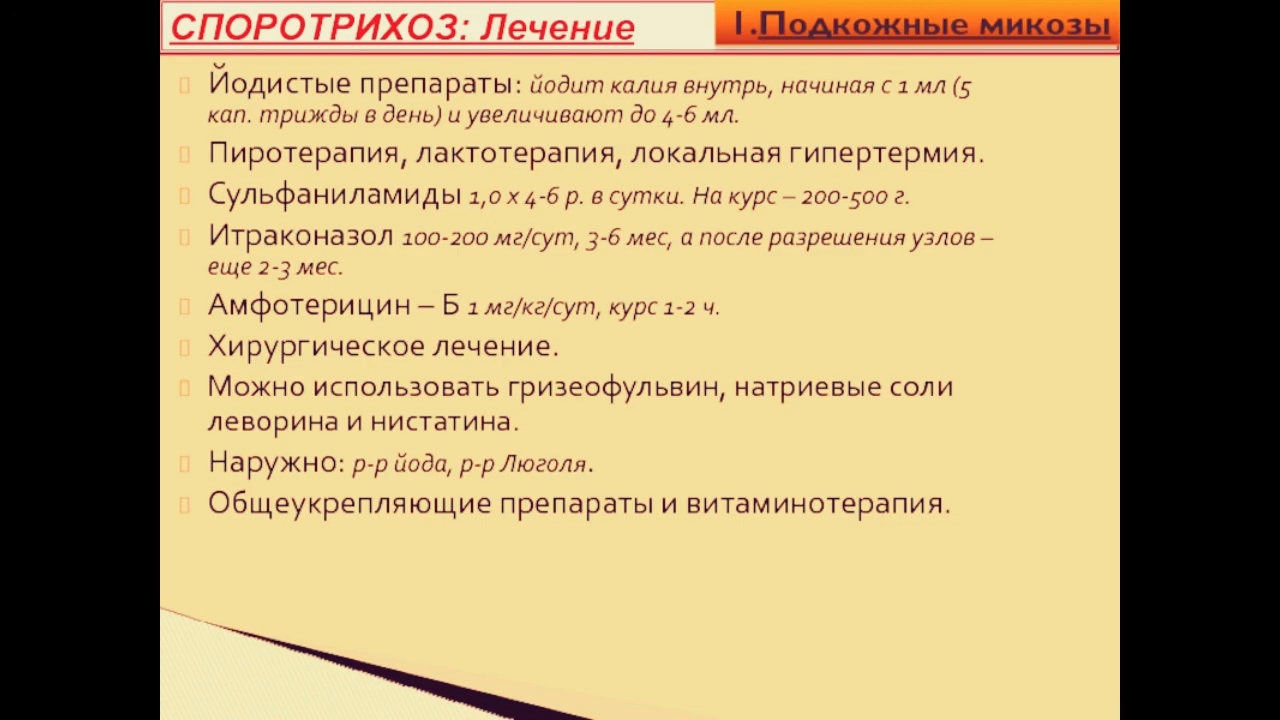 СПОРОТРИХОЗ: Лечение
1.Подкожные микозы
Йодистые препараты: йодит калия внутрь, начиная с 1 мл (5
кап. трижды в день) и увеличивают до 4-6 мл.
Пиротерапия, лактотерапия, локальная гипертермия.
Сульфаниламиды 1,0 х 4-6 р. в сутки. На курс – 200-500 г.
Итраконазол 100-200 мг/сут, 3-6 мес, а после разрешения узлов –
еще 2-3 мес.
Амфотерицин – Б 1 мг/кг/сут, курс 1-2 ч.
Хирургическое лечение.
Можно использовать гризеофульвин, натриевые соли
леворина и нистатина.
Наружно: р-р йода, р-р Люголя.
Общеукрепляющие препараты и витаминотерапия.